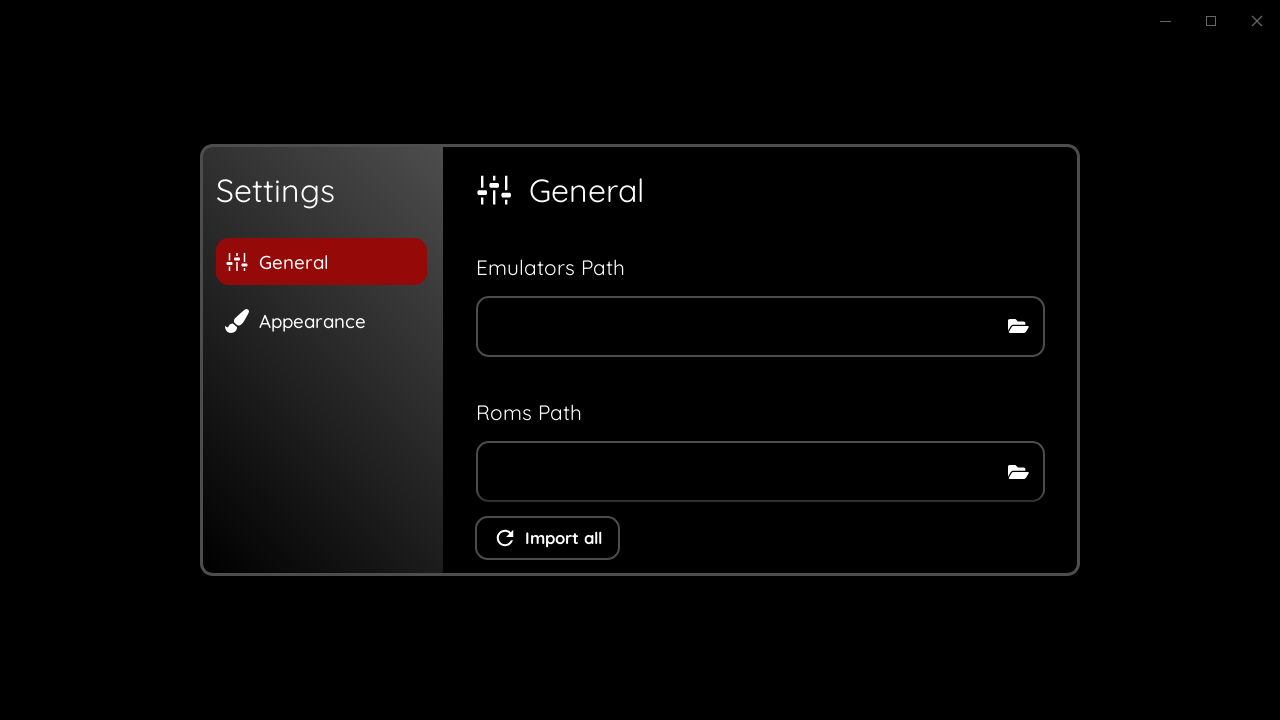 Settings
General
Appearance
General
Emulators Path
Roms Path
Import all